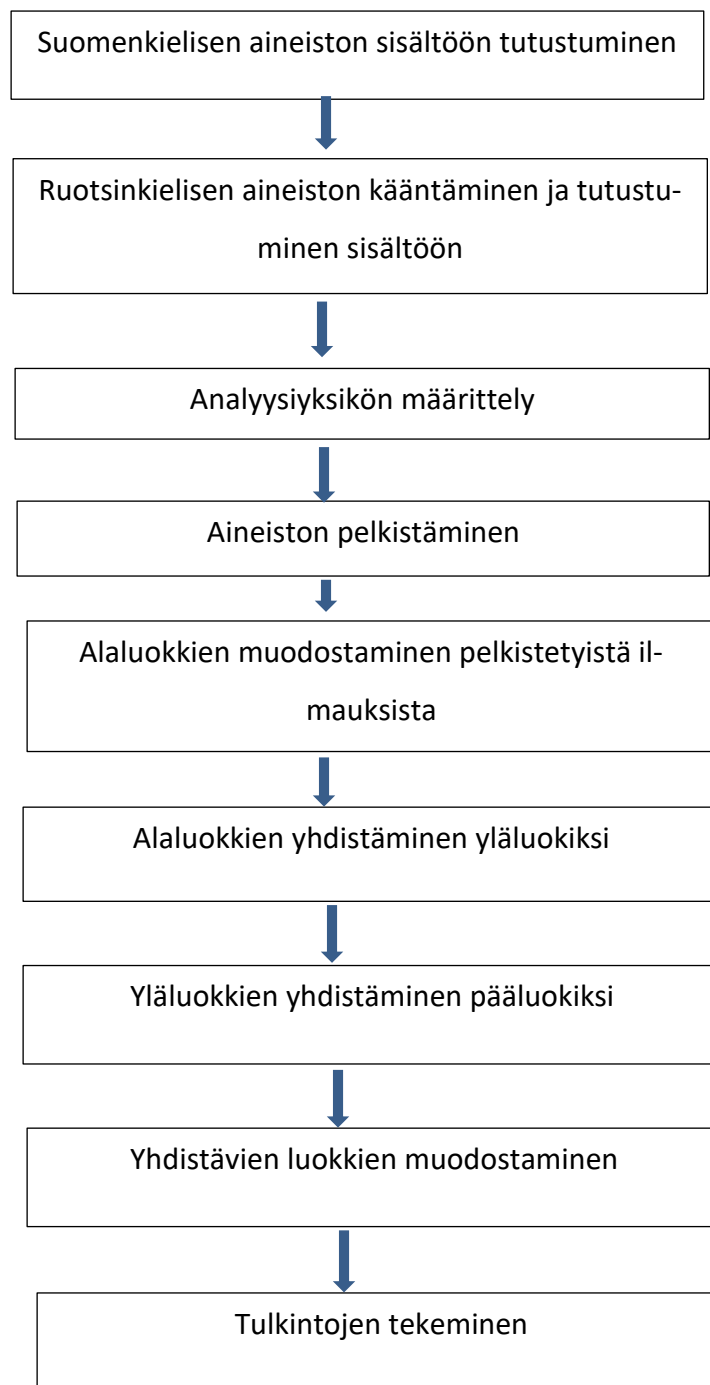 Suomenkielisen aineiston sisältöön tutustuminen
Ruotsinkielisen aineiston kääntäminen ja tutustu-
minen sisältöön
Analyysiyksikön määrittely
Aineiston pelkistäminen
Alaluokkien muodostaminen pelkistetyistä il-
mauksista
Alaluokkien yhdistäminen yläluokiksi
Yläluokkien yhdistäminen pääluokiksi
Yhdistävien luokkien muodostaminen
Tulkintojen tekeminen